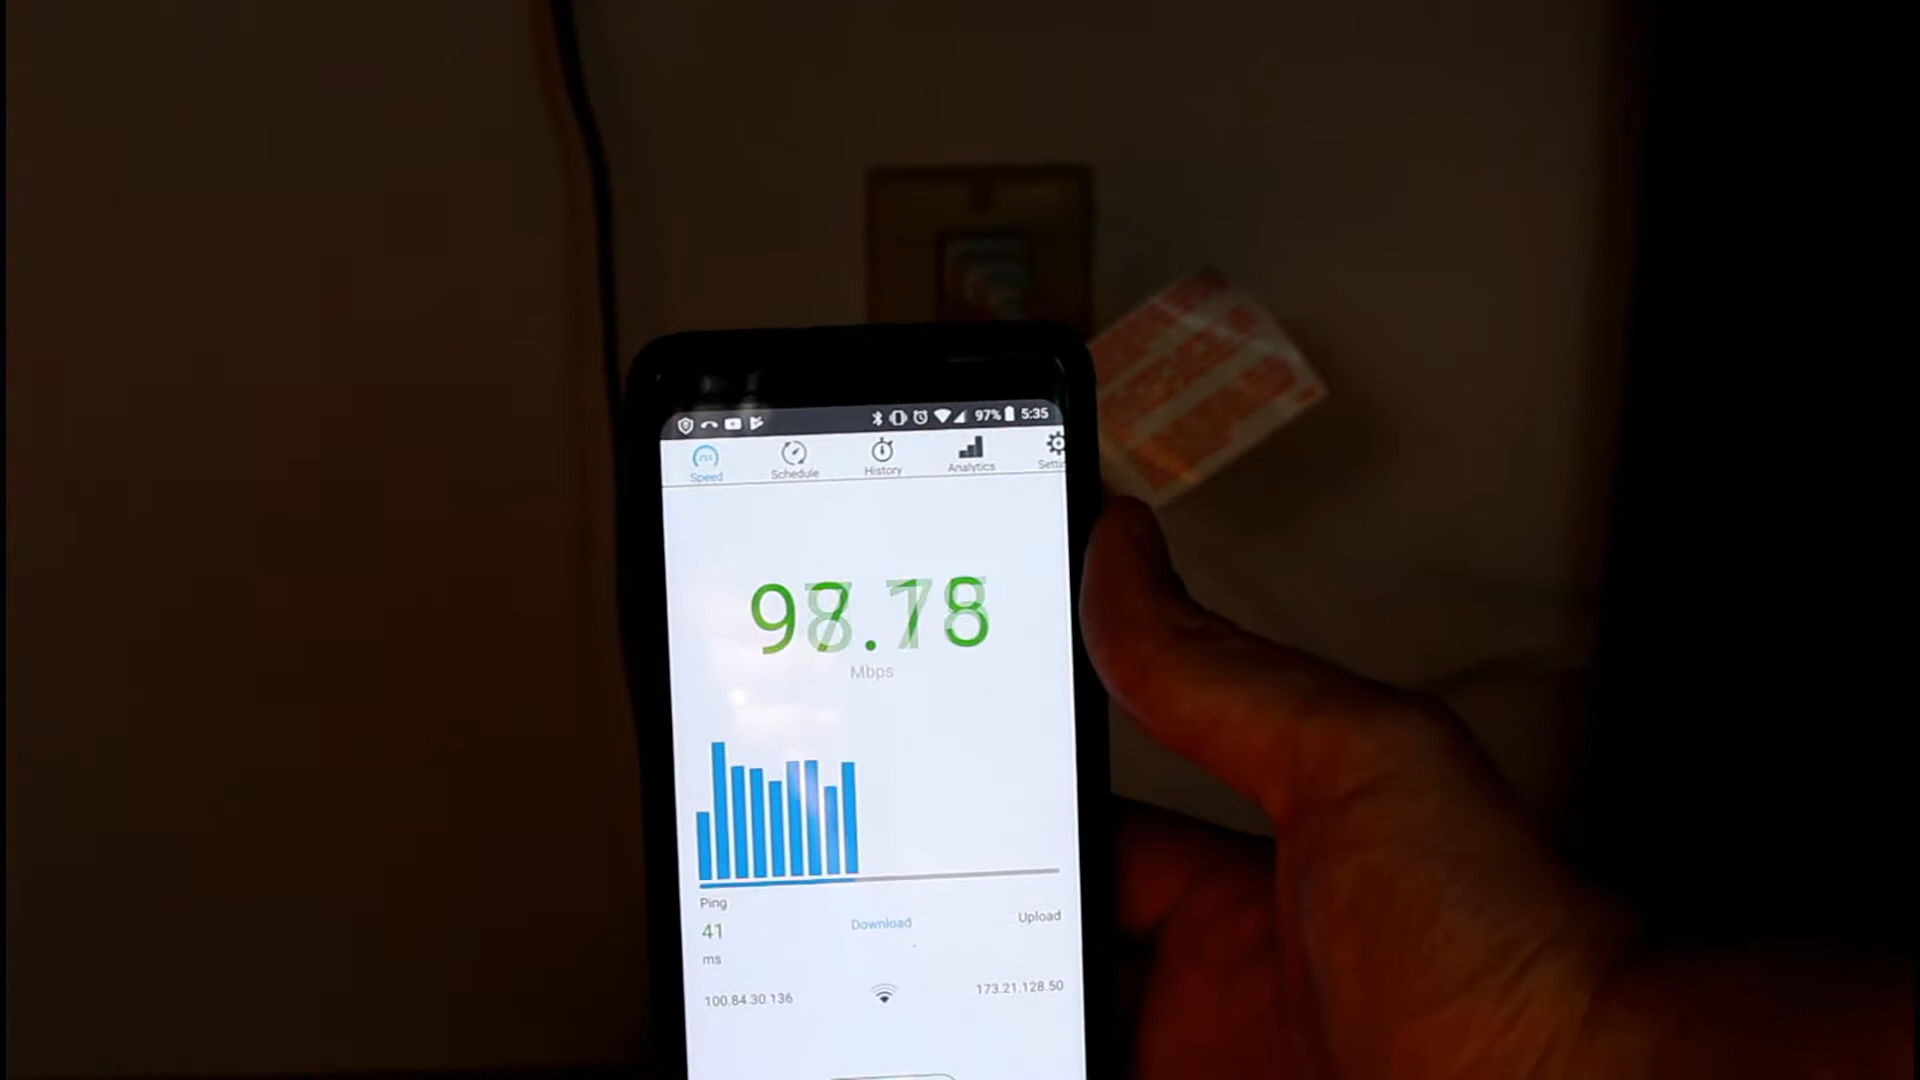 97% 5:35
Speed Schedule History Analytics Setti
Mbps
Ping
41
ms
Download
Upload
100.84.30.136
173.21.128.50